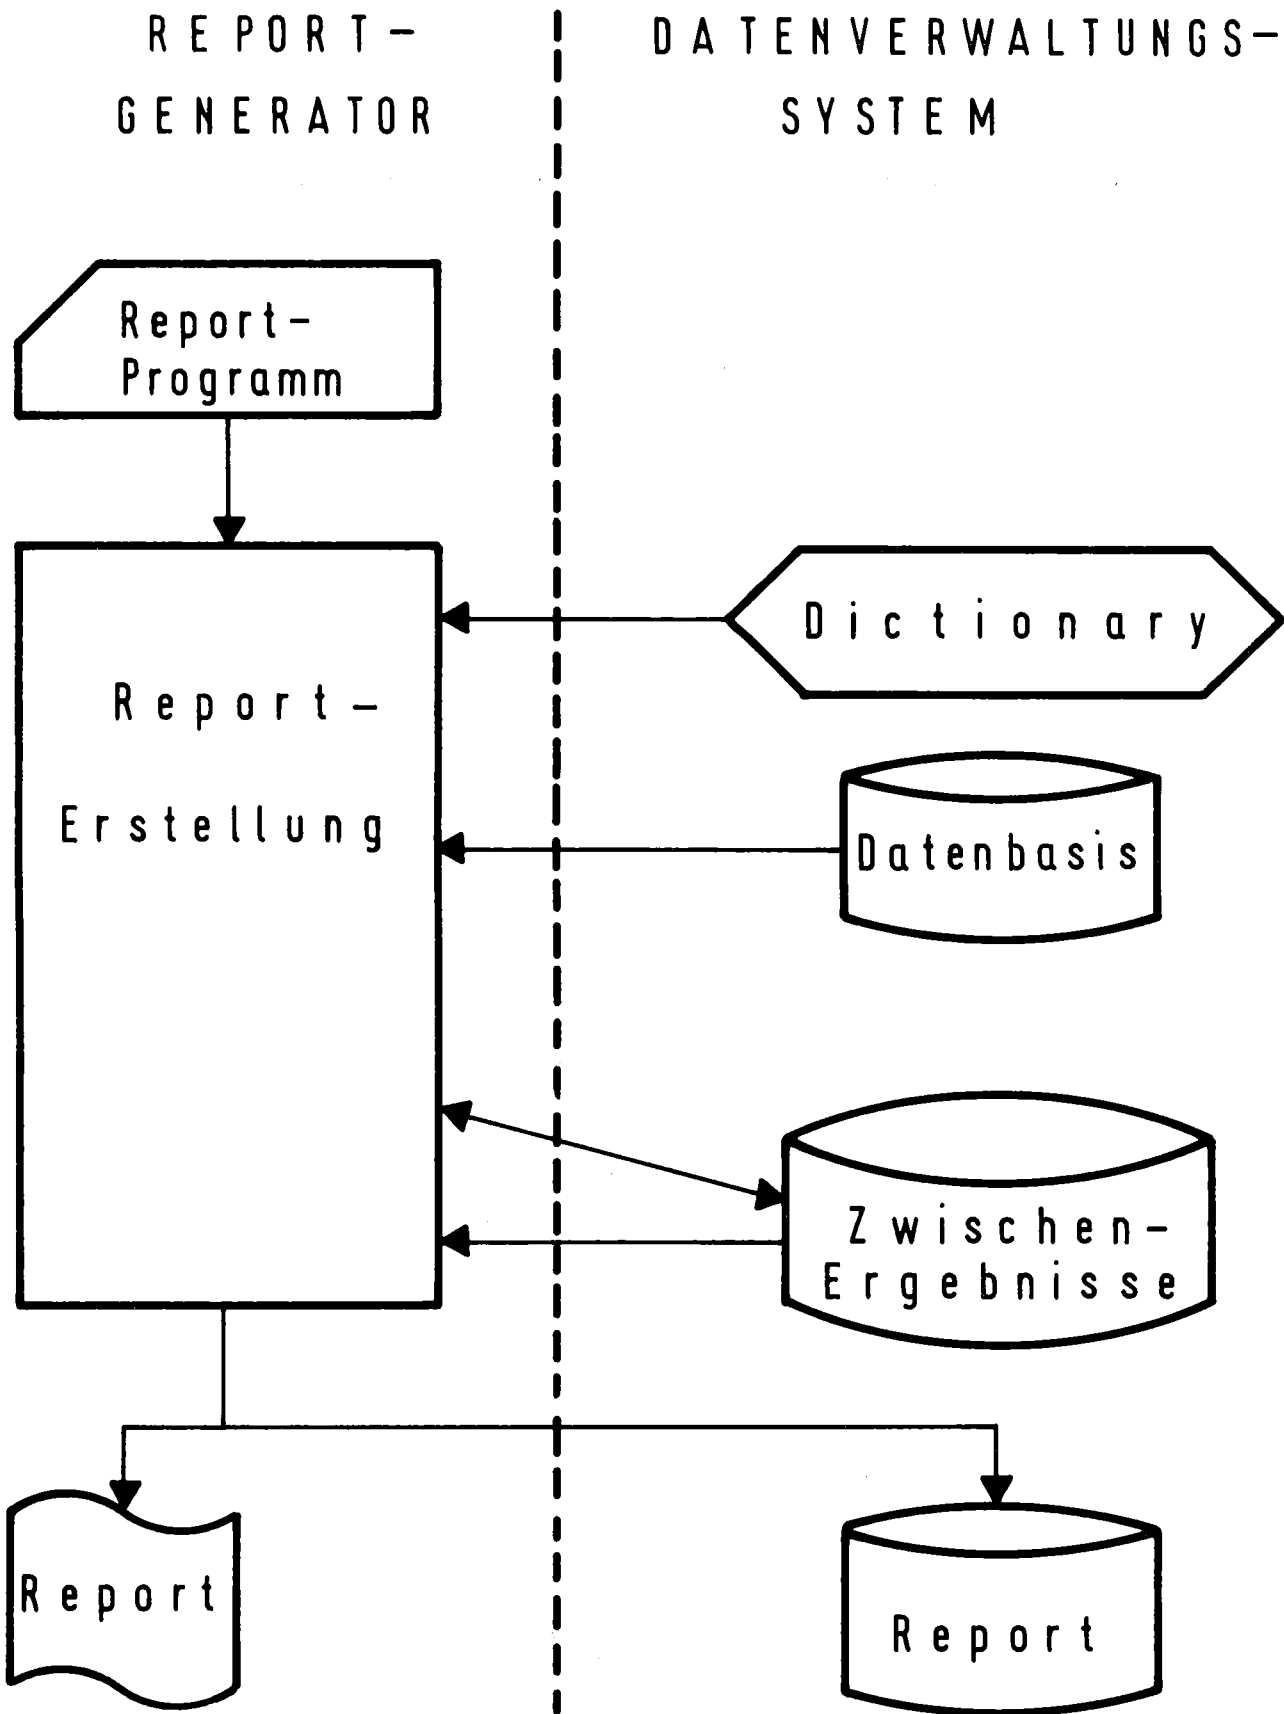 REPORT-
GENERATOR
DATENVERWALTUNGS-
SYSTEM
Report-
Programm
Report-
Erstellung
Dictionary
Datenbasis
Zwischen-
Ergebnisse
Report
Report